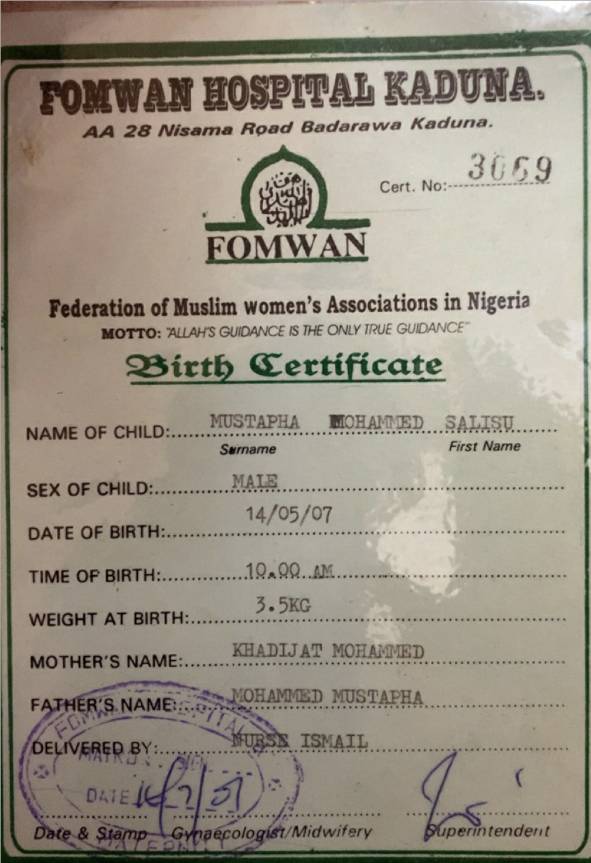 FOMWAN HOSPITAL KADUNA.
AA 28 Nisama Road Badarawa Kaduna.
Cert. No: 3069
FOMWAN
Federation of Muslim women's Associations in Nigeria
MOTTO: "ALLAH'S GUIDANCE IS THE ONLY TRUE GUIDANCE"
Birth Certificate
NAME OF CHILD: MUSTAPHA MOHAMMED SALISU
Surname First Name
SEX OF CHILD: MALE
DATE OF BIRTH: 14/05/07
TIME OF BIRTH: 10.00 AM
WEIGHT AT BIRTH: 3.5KG
MOTHER'S NAME: KHADIJAT MOHAMMED
FATHER'S NAME: MOHAMMED MUSTAPHA
DELIVERED BY: NURSE ISMAIL
FOMWAN HOSPITAL
DATE
MATERNITY
Date & Stamp Gynaecologist/Midwifery Superintendent